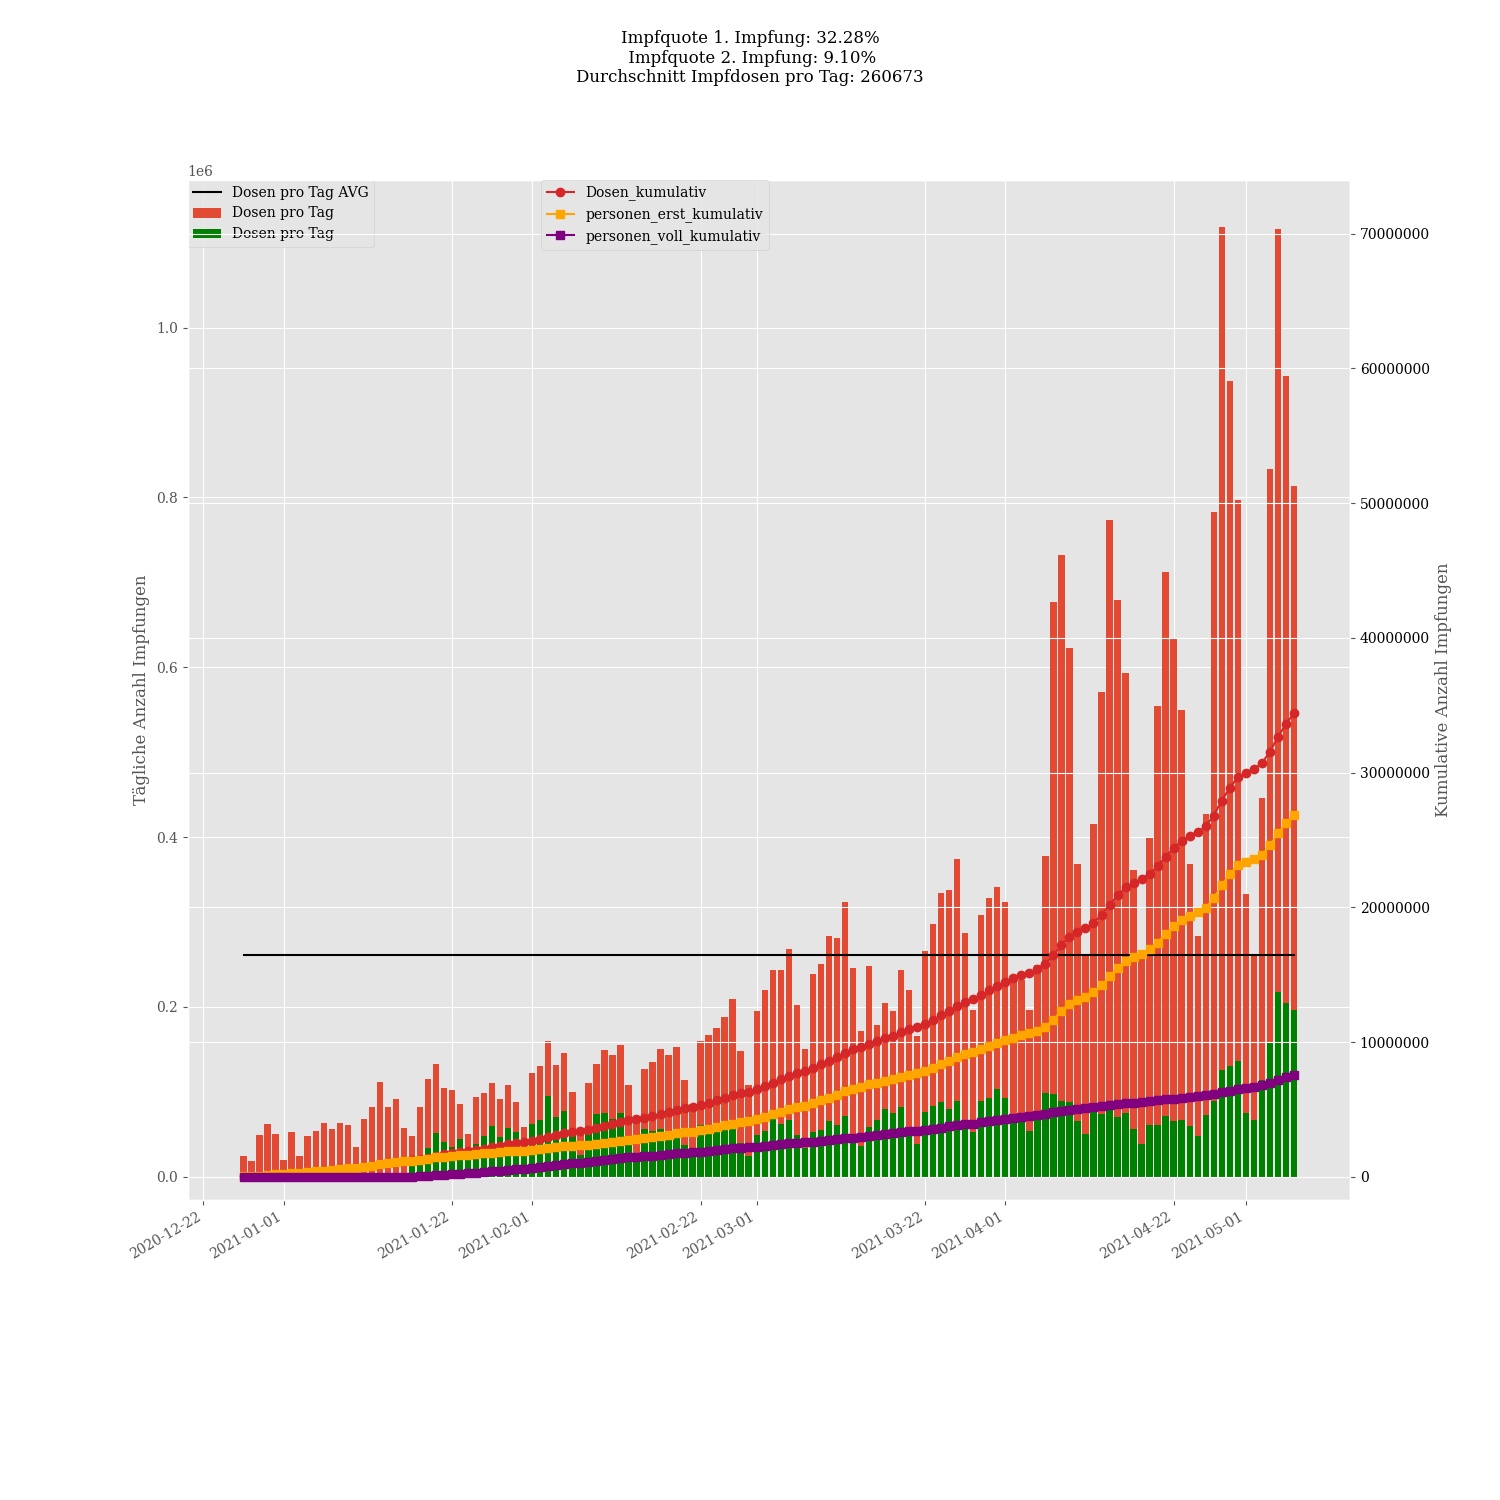 Impfquote 1. Impfung: 32.28%
Impfquote 2. Impfung: 9.10%
Durchschnitt Impfdosen pro Tag: 260673
1e6
Dosen pro Tag AVG
Dosen pro Tag
Dosen pro Tag
Dosen_kumulativ
personen_erst_kumulativ
personen_voll_kumulativ
Tägliche Anzahl Impfungen
1.0
0.8
0.6
0.4
0.2
0.0
70000000
60000000
50000000
40000000
30000000
20000000
10000000
0
Kumulative Anzahl Impfungen
2020-12-22
2021-01-01
2021-01-22
2021-02-01
2021-02-22
2021-03-01
2021-03-22
2021-04-01
2021-04-22
2021-05-01